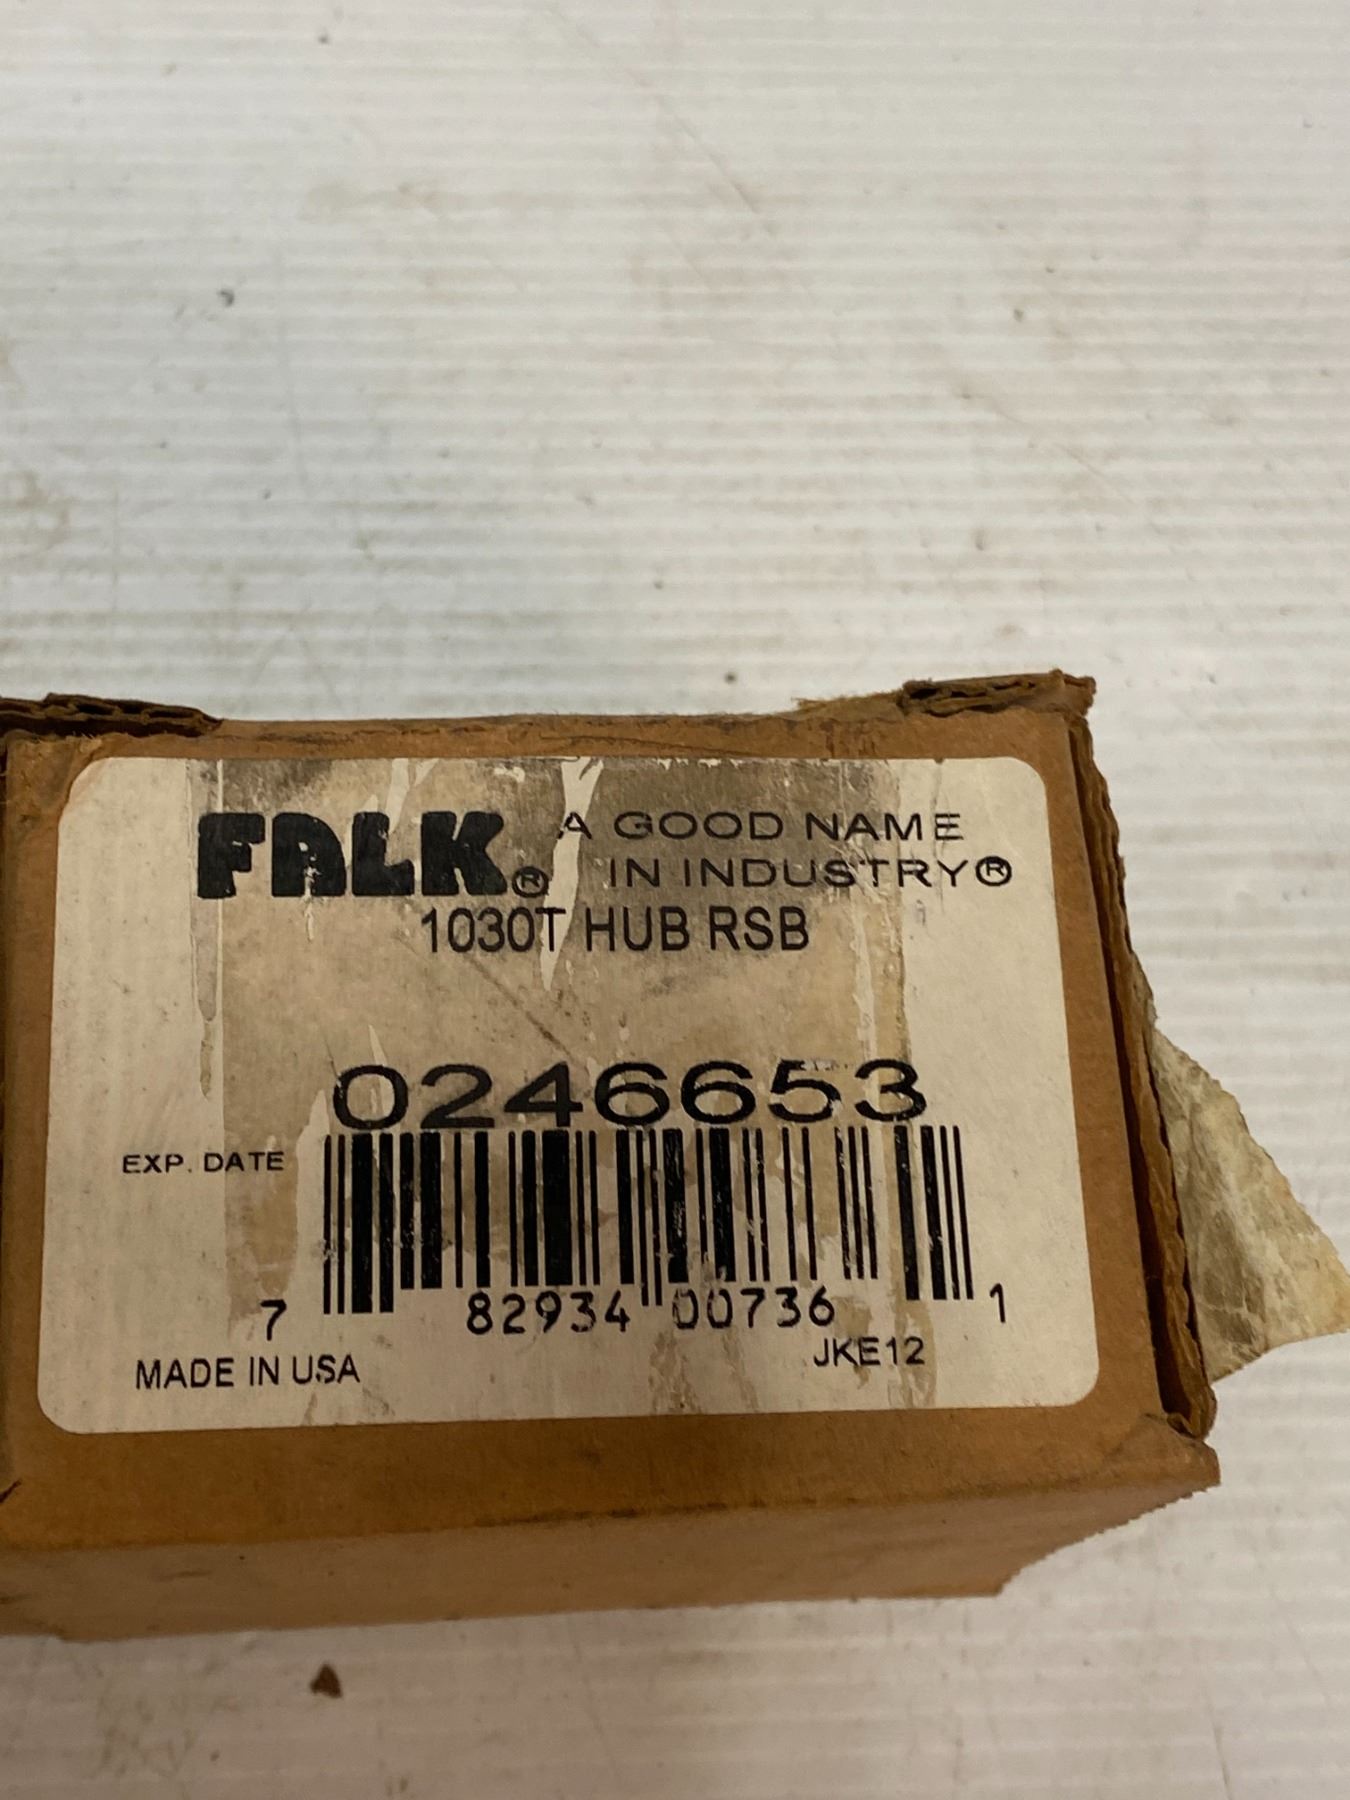 FALK® A GOOD NAME
IN INDUSTRY®
1030T HUB RSB
0246653
EXP. DATE
7 82934 00736 1
JKE12
MADE IN USA